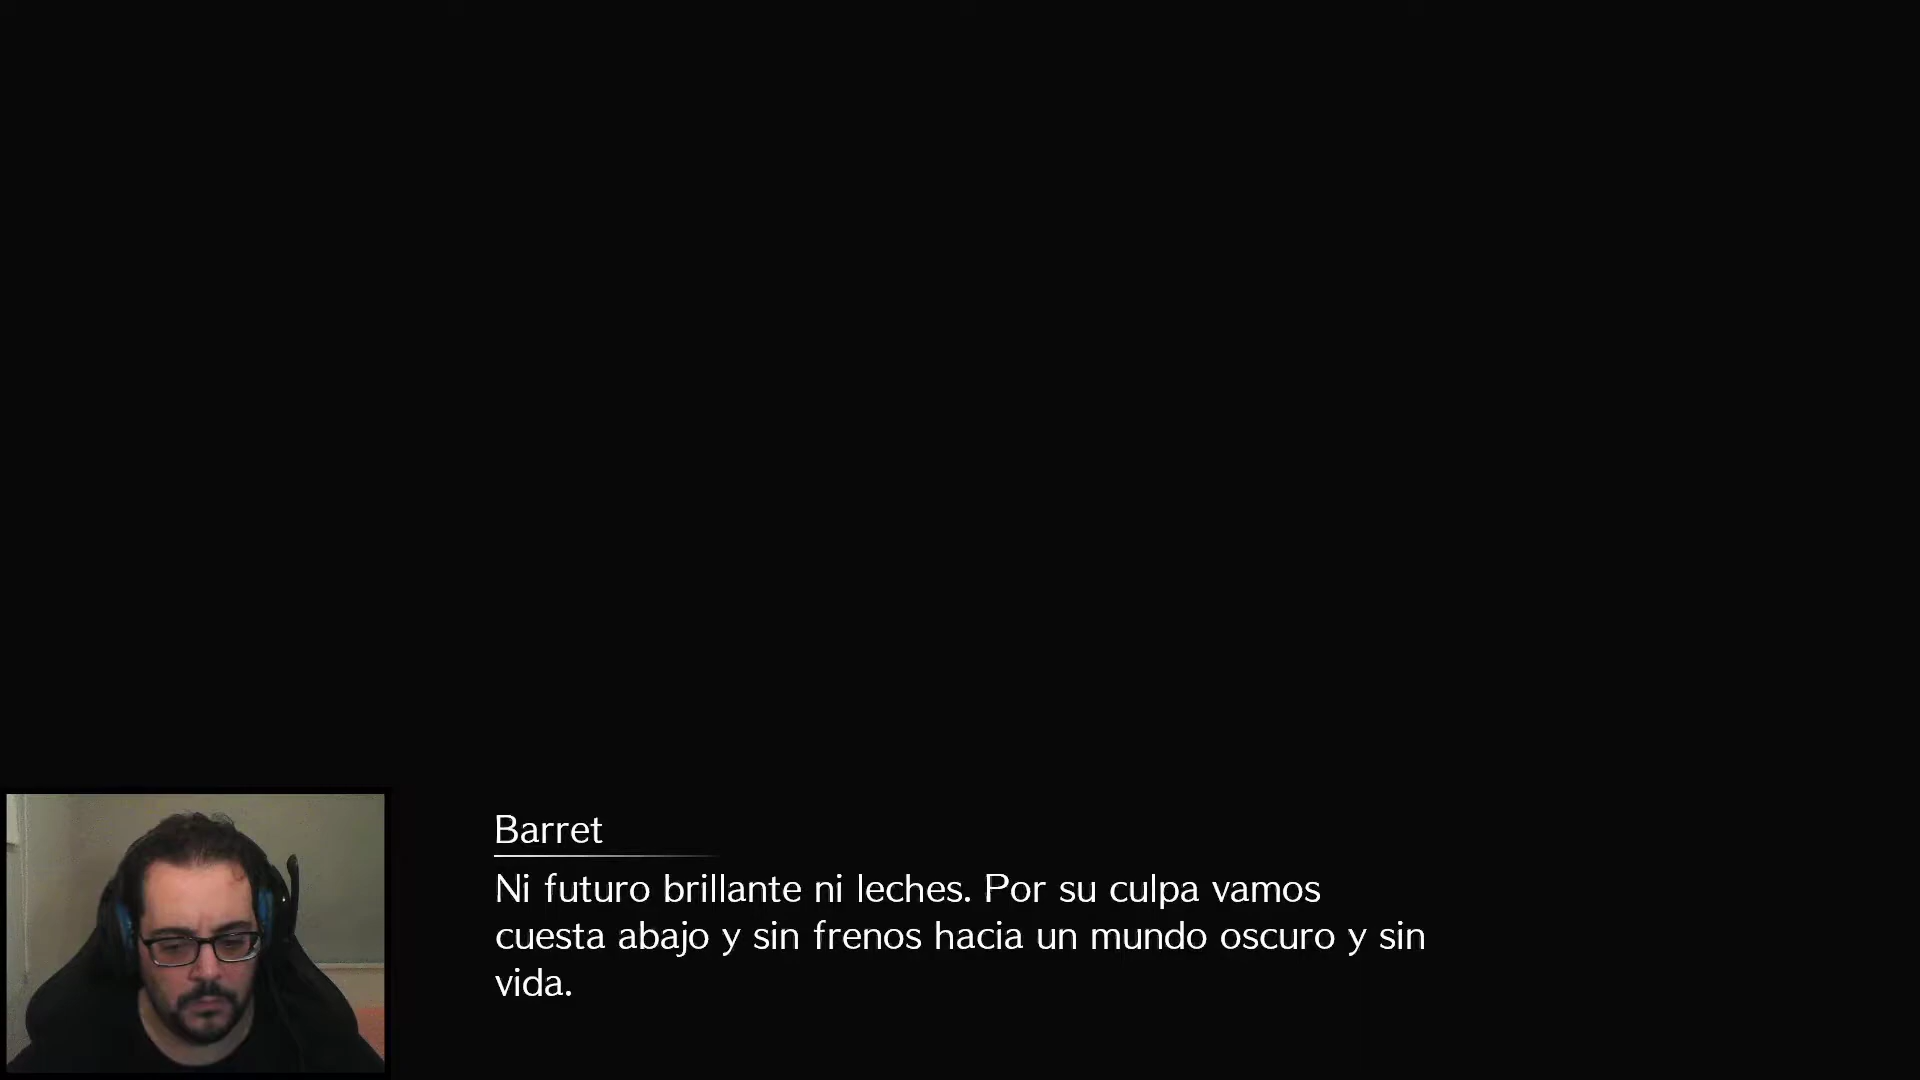 Barret
Ni futuro brillante ni leches. Por su culpa vamos
cuesta abajo y sin frenos hacia un mundo oscuro y sin
vida.